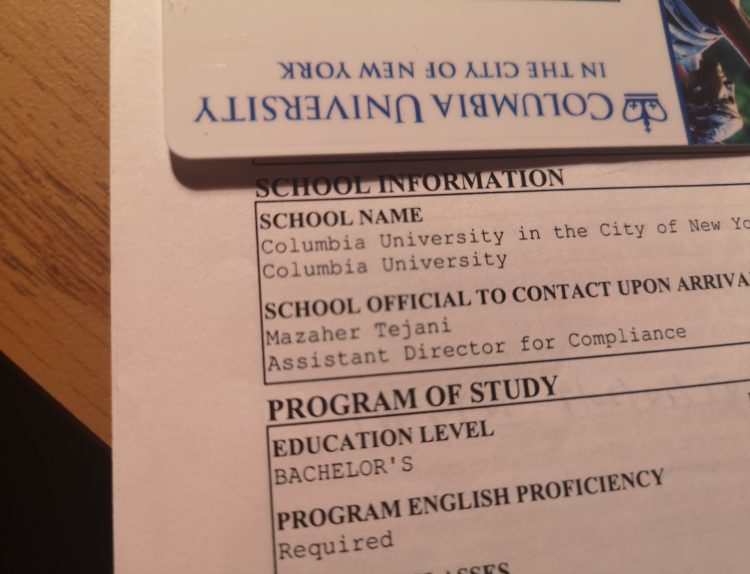 COLUMBIA UNIVERSITY
IN THE CITY OF NEW YORK
SCHOOL INFORMATION
SCHOOL NAME
Columbia University in the City of New Yo
Columbia University
SCHOOL OFFICIAL TO CONTACT UPON ARRIVA
Mazaher Tejani
Assistant Director for Compliance
PROGRAM OF STUDY
EDUCATION LEVEL
BACHELOR'S
PROGRAM ENGLISH PROFICIENCY
Required